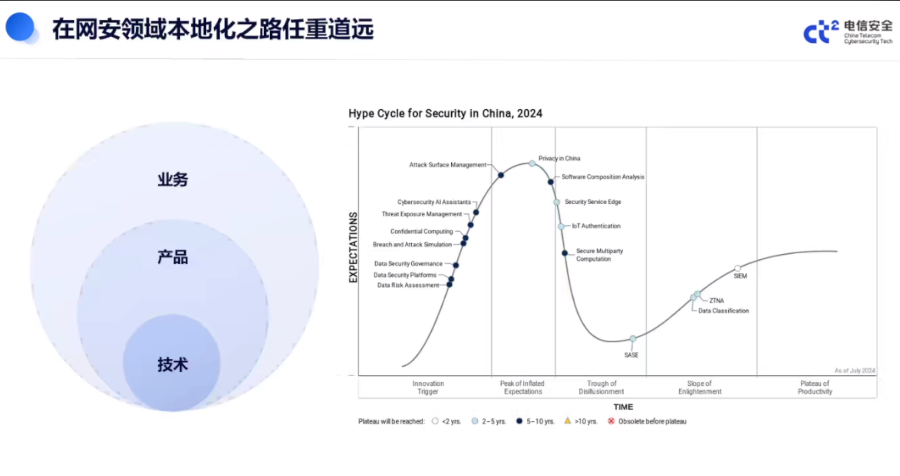 在网安领域本地化之路任重道远
ct²
电信安全
China Telecom
Cybersecurity Tech
业务
产品
技术
Hype Cycle for Security in China, 2024
EXPECTATIONS
Attack Surface Management
Privacy in China
Software Composition Analysis
Cybersecurity AI Assistants
Security Service Edge
Threat Exposure Management
IoT Authentication
Confidential Computing
Breach and Attack Simulation
Secure Multiparty
Computation
Data Security Governance
Data Security Platforms
Data Risk Assessment
SIEM
ZTNA
Data Classification
SASE
As of July 2024
Innovation
Trigger
Peak of Inflated
Expectations
Trough of
Disillusionment
Slope of
Enlightenment
Plateau of
Productivity
TIME
Plateau will be reached: <2 yrs. 2–5 yrs. 5–10 yrs. >10 yrs. Obsolete before plateau